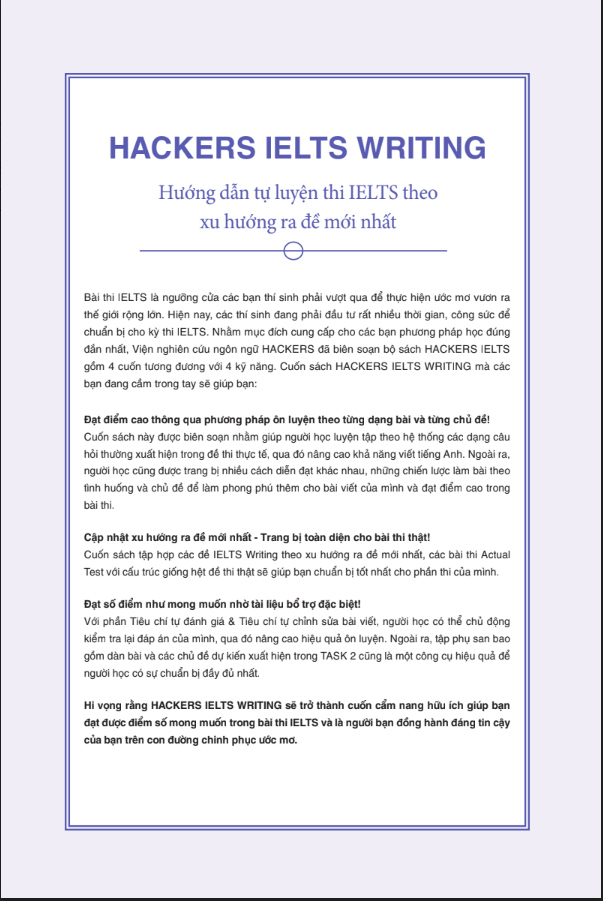 HACKERS IELTS WRITING
Hướng dẫn tự luyện thi IELTS theo
xu hướng ra đề mới nhất
Bài thi IELTS là ngưỡng cửa các bạn thí sinh phải vượt qua để thực hiện ước mơ vươn ra
thế giới rộng lớn. Hiện nay, các thí sinh đang phải đầu tư rất nhiều thời gian, công sức để
chuẩn bị cho kỳ thi IELTS. Nhằm mục đích cung cấp cho các bạn phương pháp học đúng
đắn nhất, Viện nghiên cứu ngôn ngữ HACKERS đã biên soạn bộ sách HACKERS IELTS
gồm 4 cuốn tương đương với 4 kỹ năng. Cuốn sách HACKERS IELTS WRITING mà các
bạn đang cầm trong tay sẽ giúp bạn:
Đạt điểm cao thông qua phương pháp ôn luyện theo từng dạng bài và từng chủ đề!
Cuốn sách này được biên soạn nhằm giúp người học luyện tập theo hệ thống các dạng câu
hỏi thường xuất hiện trong đề thi thực tế, qua đó nâng cao khả năng viết tiếng Anh. Ngoài ra,
người học cũng được trang bị nhiều cách diễn đạt khác nhau, những chiến lược làm bài theo
tình huống và chủ đề để làm phong phú thêm cho bài viết của mình và đạt điểm cao trong
bài thi.
Cập nhật xu hướng ra đề mới nhất - Trang bị toàn diện cho bài thi thật!
Cuốn sách tập hợp các đề IELTS Writing theo xu hướng ra đề mới nhất, các bài thi Actual
Test với cấu trúc giống hệt đề thi thật sẽ giúp bạn chuẩn bị tốt nhất cho phần thi của mình.
Đạt số điểm như mong muốn nhờ tài liệu bổ trợ đặc biệt!
Với phần Tiêu chí tự đánh giá & Tiêu chí tự chỉnh sửa bài viết, người học có thể chủ động
kiểm tra lại đáp án của mình, qua đó nâng cao hiệu quả ôn luyện. Ngoài ra, tập phụ san bao
gồm dàn bài và các chủ đề dự kiến xuất hiện trong TASK 2 cũng là một công cụ hiệu quả để
người học có sự chuẩn bị đầy đủ nhất.
Hi vọng rằng HACKERS IELTS WRITING sẽ trở thành cuốn cẩm nang hữu ích giúp bạn
đạt được điểm số mong muốn trong bài thi IELTS và là người bạn đồng hành đáng tin cậy
của bạn trên con đường chinh phục ước mơ.